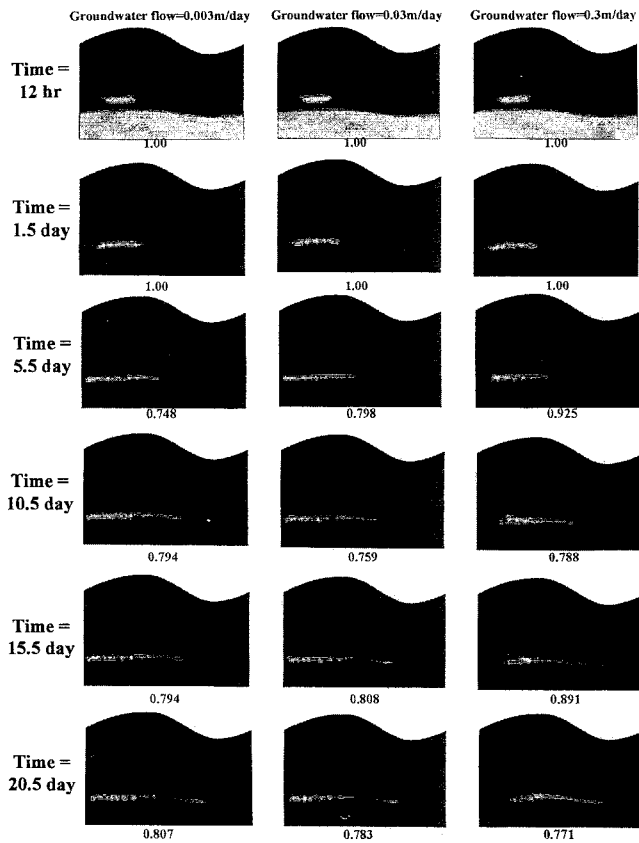 Groundwater flow=0.003m/day Groundwater flow=0.03m/day Groundwater flow=0.3m/day
Time =
12 hr
1.00 1.00 1.00
Time =
1.5 day
1.00 1.00 1.00
Time =
5.5 day
0.748 0.798 0.925
Time =
10.5 day
0.794 0.759 0.788
Time =
15.5 day
0.794 0.808 0.891
Time =
20.5 day
0.807 0.783 0.771